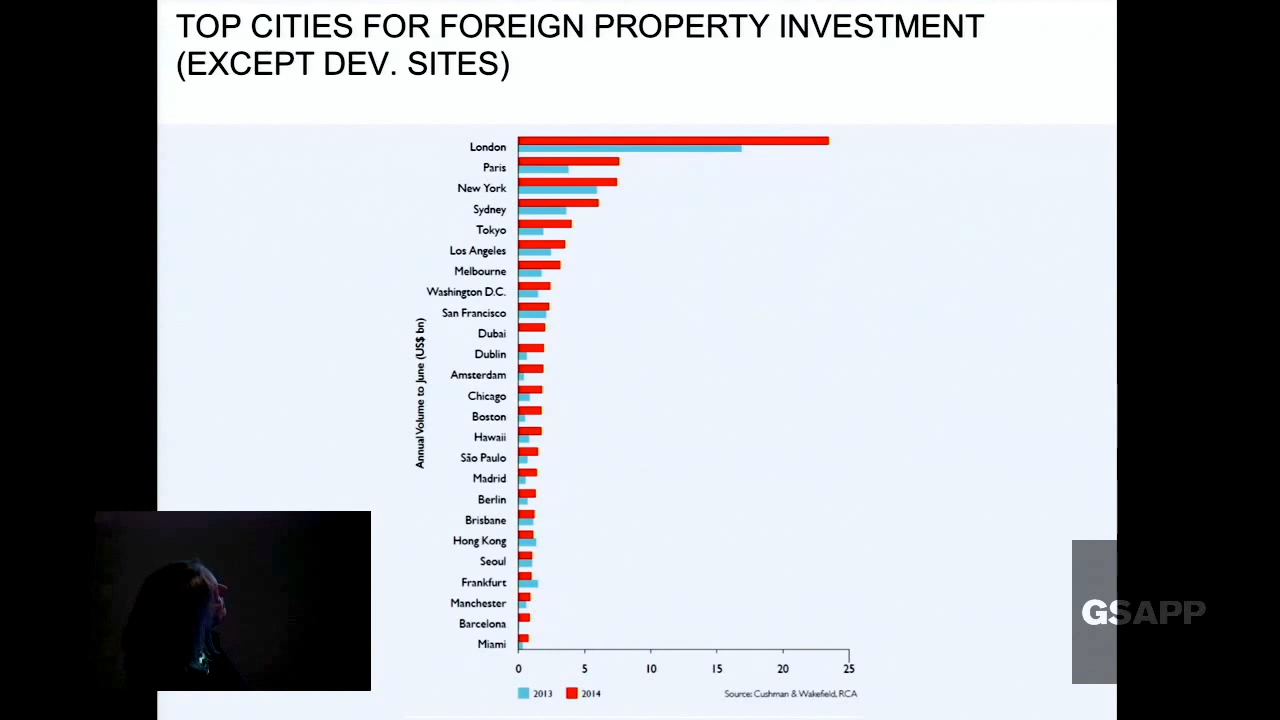 TOP CITIES FOR FOREIGN PROPERTY INVESTMENT
(EXCEPT DEV. SITES)
London
Paris
New York
Sydney
Tokyo
Los Angeles
Melbourne
Washington D.C.
San Francisco
Dubai
Dublin
Amsterdam
Chicago
Boston
Hawaii
São Paulo
Madrid
Berlin
Brisbane
Hong Kong
Seoul
Frankfurt
Manchester
Barcelona
Miami
Annual Volume to June (US$ bn)
0 5 10 15 20 25
2013 2014
Source: Cushman & Wakefield, RCA
GSAPP